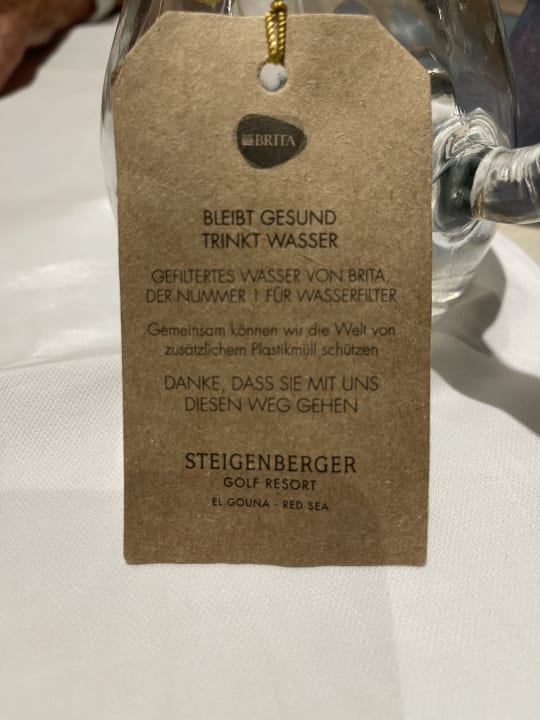 BRITA
BLEIBT GESUND
TRINKT WASSER
GEFILTERTES WASSER VON BRITA,
DER NUMMER 1 FÜR WASSERFILTER
Gemeinsam können wir die Welt von
zusätzlichem Plastikmüll schützen
DANKE, DASS SIE MIT UNS
DIESEN WEG GEHEN
STEIGENBERGER
GOLF RESORT
EL GOUNA · RED SEA